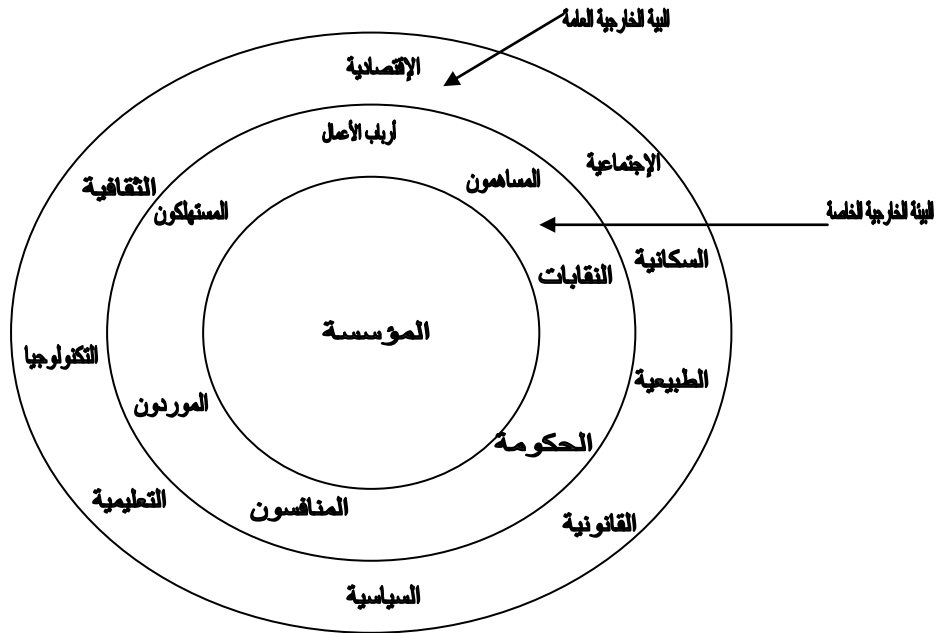 البية الخارجية العامة
الإقتصادية
أرباب الأعمال
الإجتماعية
المساهمون
الثقافية
المستهلكون
البيئة الخارجية الخاصة
السكانية
النقابات
المؤسسة
التكنولوجيا
الطبيعية
الموردون
الحكومة
التعليمية
المنافسون
القانونية
السياسية